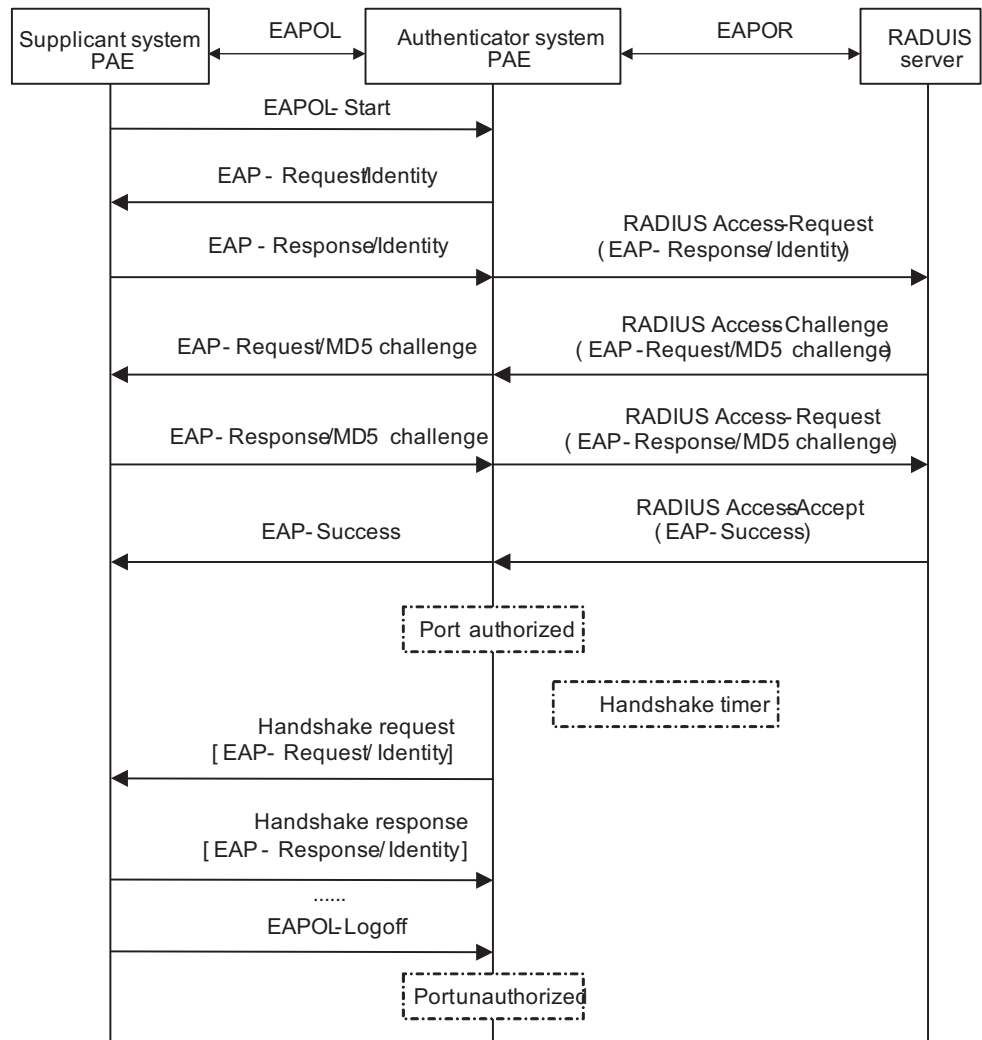 Supplicant system
PAE
EAPOL
Authenticator system
PAE
EAPOR
RADUIS
server
EAPOL- Start
EAP - Request/Identity
EAP - Response/Identity
RADIUS Access-Request
( EAP- Response/ Identity)
EAP- Request/MD5 challenge
RADIUS Access-Challenge
( EAP-Request/MD5 challenge)
EAP- Response/MD5 challenge
RADIUS Access- Request
( EAP- Response/MD5 challenge)
EAP- Success
RADIUS Access-Accept
( EAP- Success)
Port authorized
Handshake timer
Handshake request
[ EAP- Request/ Identity]
Handshake response
[ EAP - Response/ Identity]
......
EAPOL-Logoff
Portunauthorized